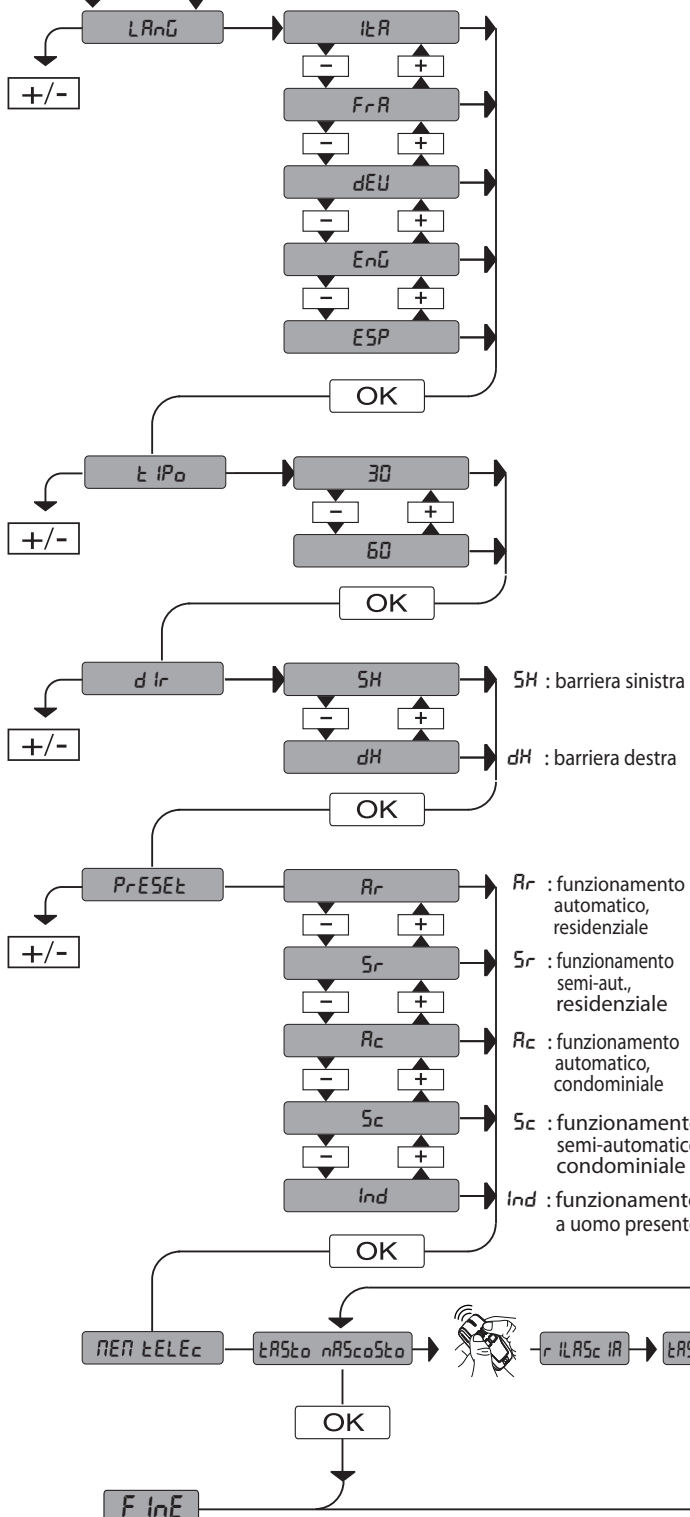 LAnG
ItA
+/-
-
+
FrA
-
+
dEU
-
+
EnG
-
+
ESP
OK
tIPo
30
+/-
-
+
60
OK
dIr
SH
SH : barriera sinistra
+/-
-
+
dH
dH : barriera destra
OK
PrESEt
Ar
Ar : funzionamento
automatico,
residenziale
+/-
-
+
Sr
Sr : funzionamento
semi-aut.,
residenziale
-
+
Ac
Ac : funzionamento
automatico,
condominiale
-
+
Sc
Sc : funzionamento
semi-automatico
condominiale
-
+
Ind
Ind : funzionamento
a uomo present
OK
MEM tELEc
tASto nAScoSto
rILAScIA
tAS
OK
FInE